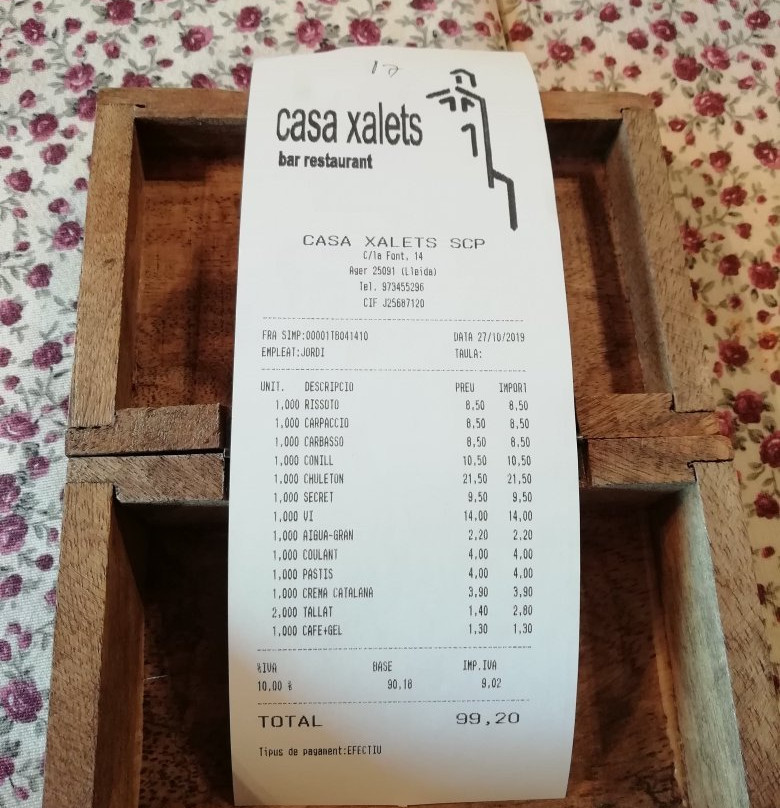 17
casa xalets
bar restaurant
CASA XALETS SCP
C/la Font, 14
Ager 25691 (Lleida)
Tel. 973455296
CIF J25687120
FRA SIMP:00001TB041410 DATA 27/10/2019
EMPLEAT:JORDI TAULA:
UNIT. DESCRIPCIO PREU IMPORT
1,000 RISSOTO 8,50 8,50
1,000 CARPACCIO 8,50 8,50
1,000 CARBASSO 8,50 8,50
1,000 CONILL 10,50 10,50
1,000 CHULETON 21,50 21,50
1,000 SECRET 9,50 9,50
1,000 VI 14,00 14,00
1,000 AIGUA-GRAN 2,20 2,20
1,000 COULANT 4,00 4,00
1,000 PASTIS 4,00 4,00
1,000 CREMA CATALANA 3,90 3,90
2,000 TALLAT 1,40 2,80
1,000 CAFE+GEL 1,30 1,30
%IVA BASE IMP.IVA
10,00 % 90,18 9,02
TOTAL 99,20
Tipus de pagament:EFECTIU